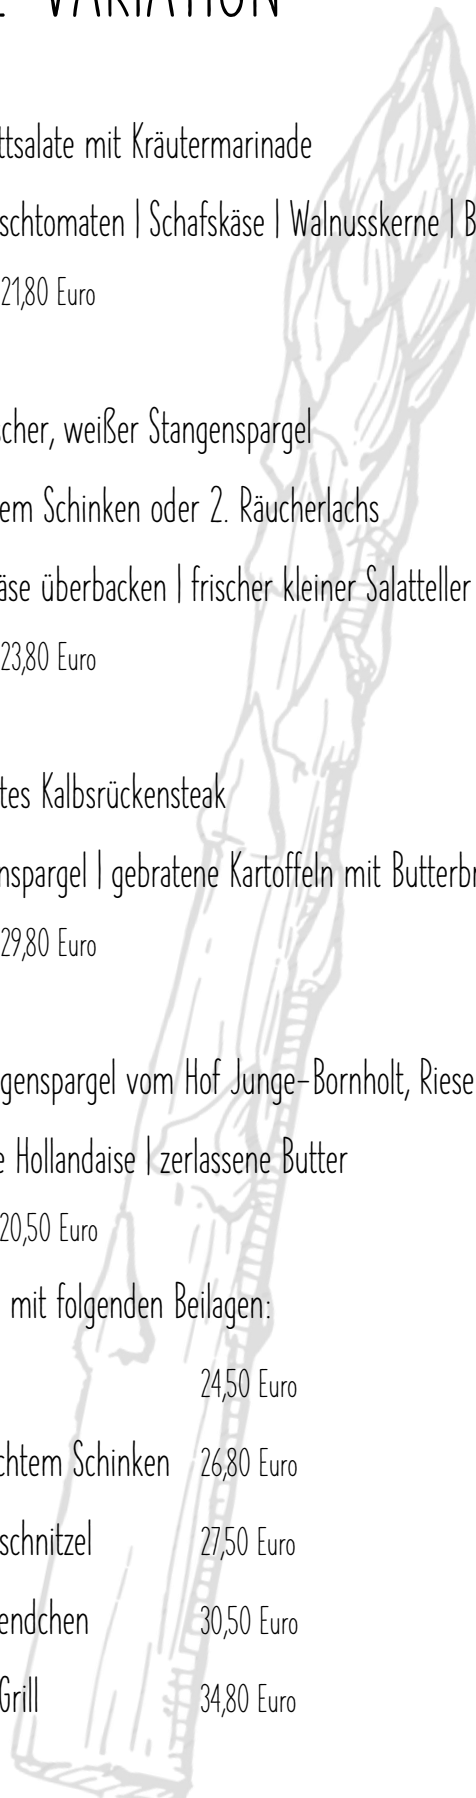 VARIATION
ttsalate mit Kräutermarinade
schtomaten | Schafskäse | Walnusskerne | B
21,80 Euro
scher, weißer Stangenspargel
em Schinken oder 2. Räucherlachs
äse überbacken | frischer kleiner Salatteller
23,80 Euro
tes Kalbsrückensteak
nspargel | gebratene Kartoffeln mit Butterbr
29,80 Euro
genspargel vom Hof Junge-Bornholt, Riese
e Hollandaise | zerlassene Butter
20,50 Euro
mit folgenden Beilagen:
24,50 Euro
chtem Schinken 26,80 Euro
schnitzel 27,50 Euro
endchen 30,50 Euro
Grill 34,80 Euro